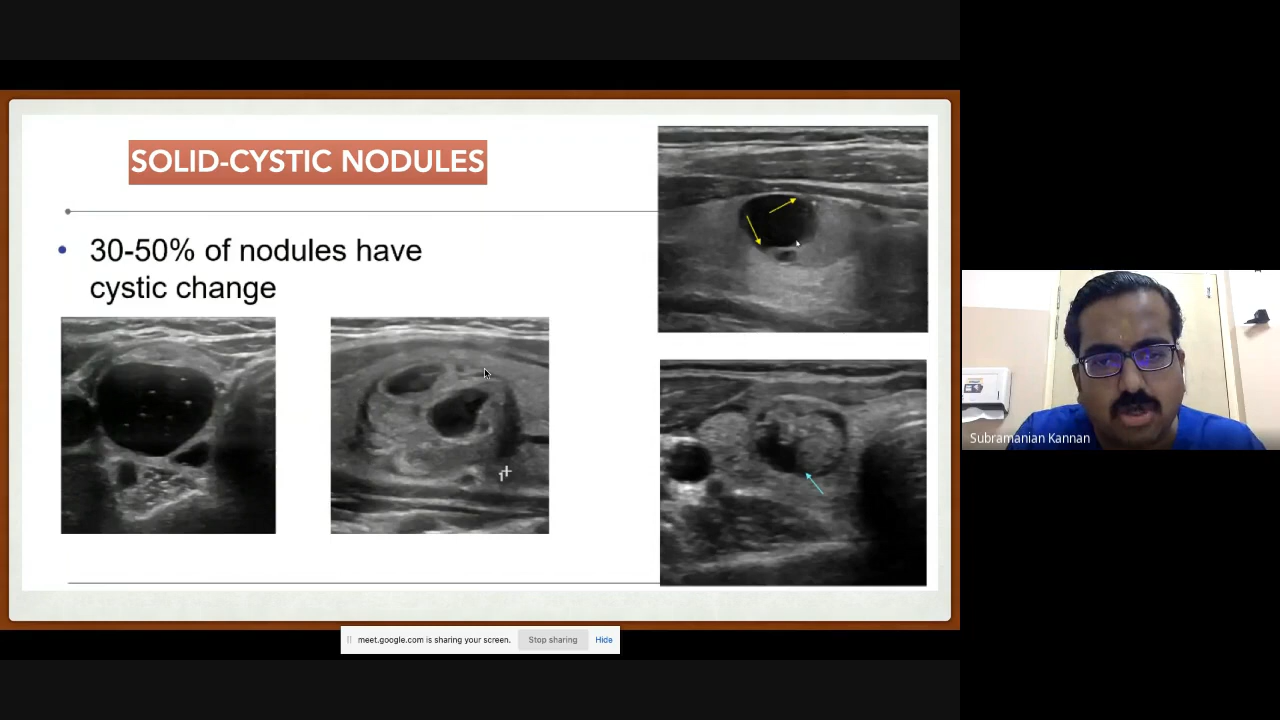 SOLID-CYSTIC NODULES
• 30-50% of nodules have
cystic change
Subramanian Kannan
meet.google.com is sharing your screen. Stop sharing Hide